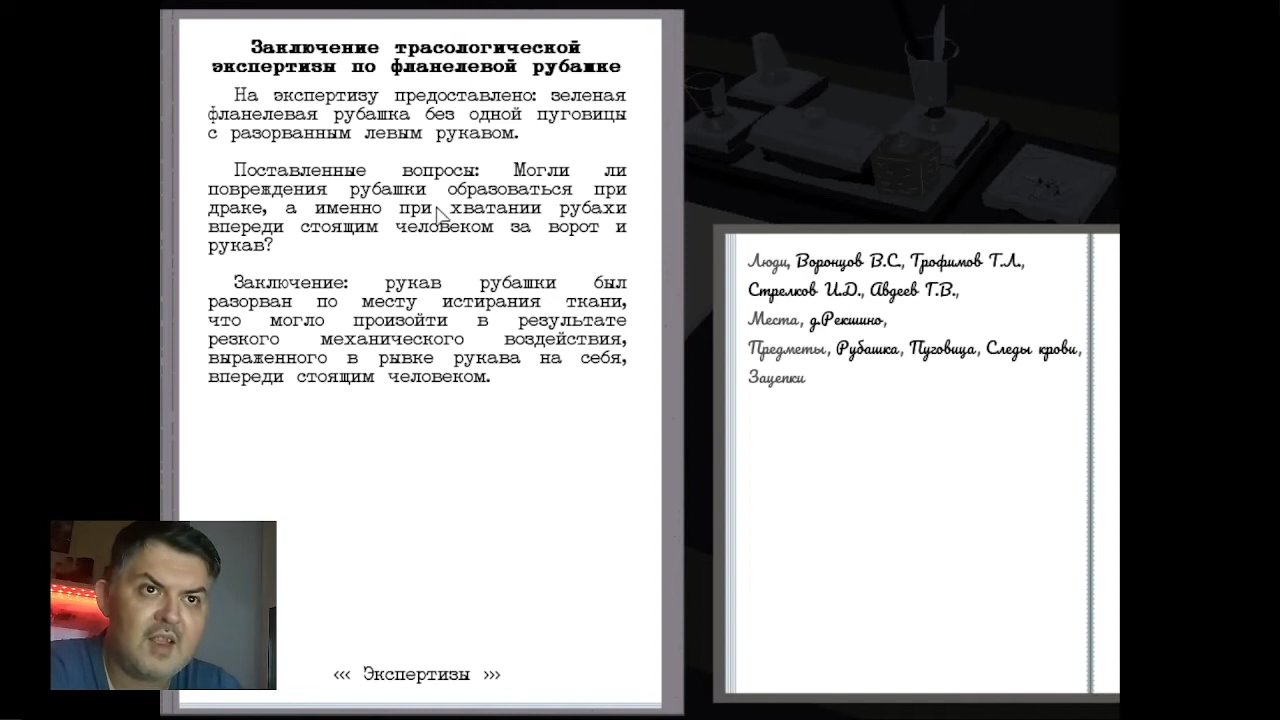 Заключение трасологической
экспертизы по фланелевой рубашке
На экспертизу предоставлено: зеленая
фланелевая рубашка без одной пуговицы
с разорванным левым рукавом.
Поставленные вопросы: Могли ли
повреждения рубашки образоваться при
драке, а именно при хватании рубахи
впереди стоящим человеком за ворот и
рукав?
Заключение: рукав рубашки был
разорван по месту истирания ткани,
что могло произойти в результате
резкого механического воздействия,
выраженного в рывке рукава на себя,
впереди стоящим человеком.
‹‹‹ Экспертизы ›››
Люди, Воронцов В.С., Трофимов Т.Л.,
Стрелков И.Д., Авдеев Г.В.,
Места, д.Рекшино,
Предметы, Рубашка, Пуговица, Следы крови,
Зацепки